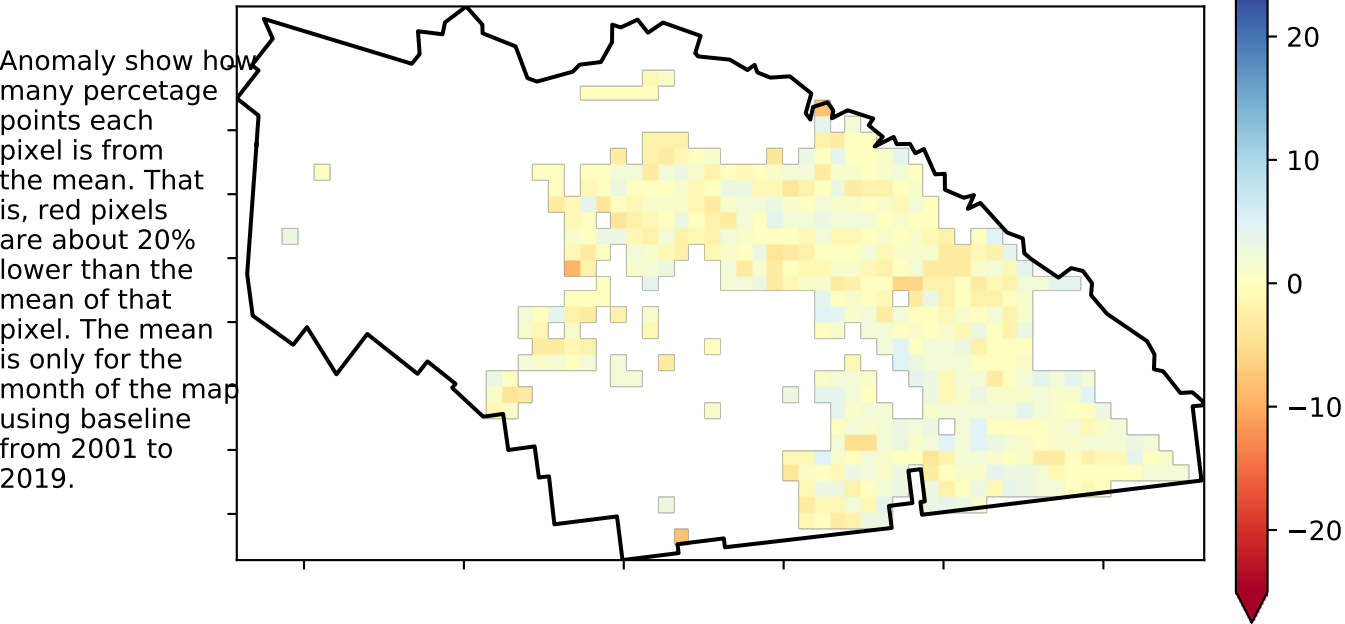 Anomaly show how
many percetage
points each
pixel is from
the mean. That
is, red pixels
are about 20%
lower than the
mean of that
pixel. The mean
is only for the
month of the map
using baseline
from 2001 to
2019.
20
10
0
−10
−20